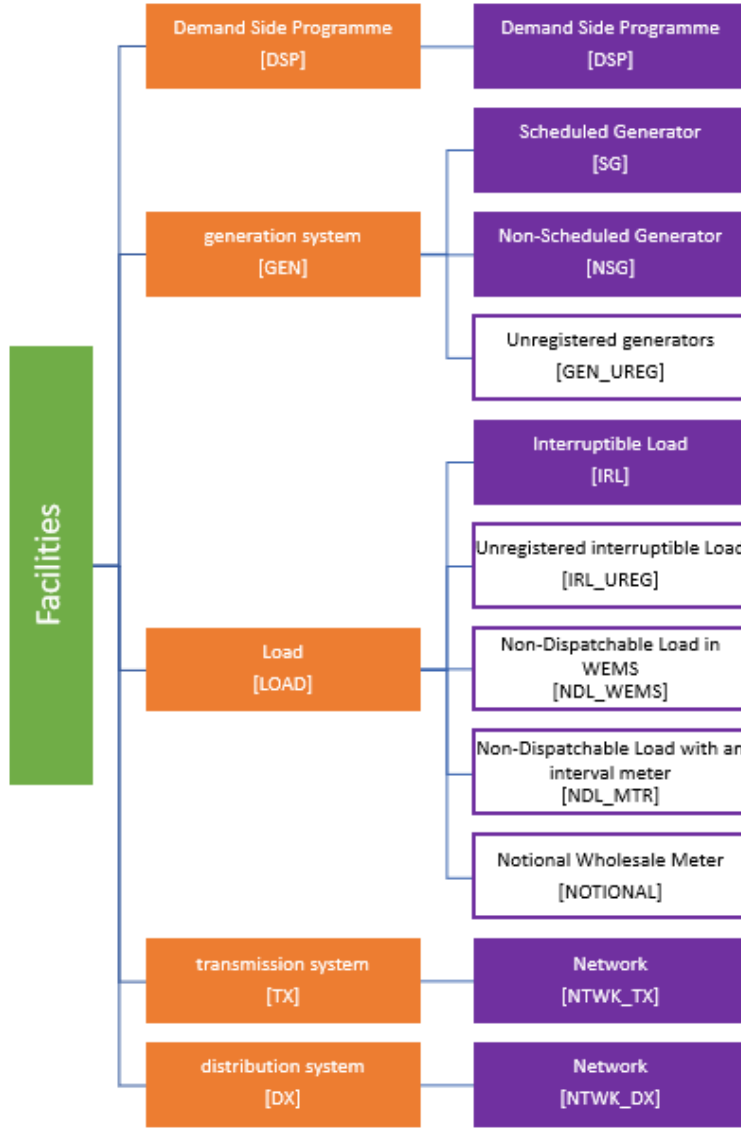 Facilities
Demand Side Programme
[DSP]
Demand Side Programme
[DSP]
generation system
[GEN]
Scheduled Generator
[SG]
Non-Scheduled Generator
[NSG]
Unregistered generators
[GEN_UREG]
Load
[LOAD]
Interruptible Load
[IRL]
Unregistered interruptible Load
[IRL_UREG]
Non-Dispatchable Load in
WEMS
[NDL_WEMS]
Non-Dispatchable Load with an
interval meter
[NDL_MTR]
Notional Wholesale Meter
[NOTIONAL]
transmission system
[TX]
Network
[NTWK_TX]
distribution system
[DX]
Network
[NTWK_DX]